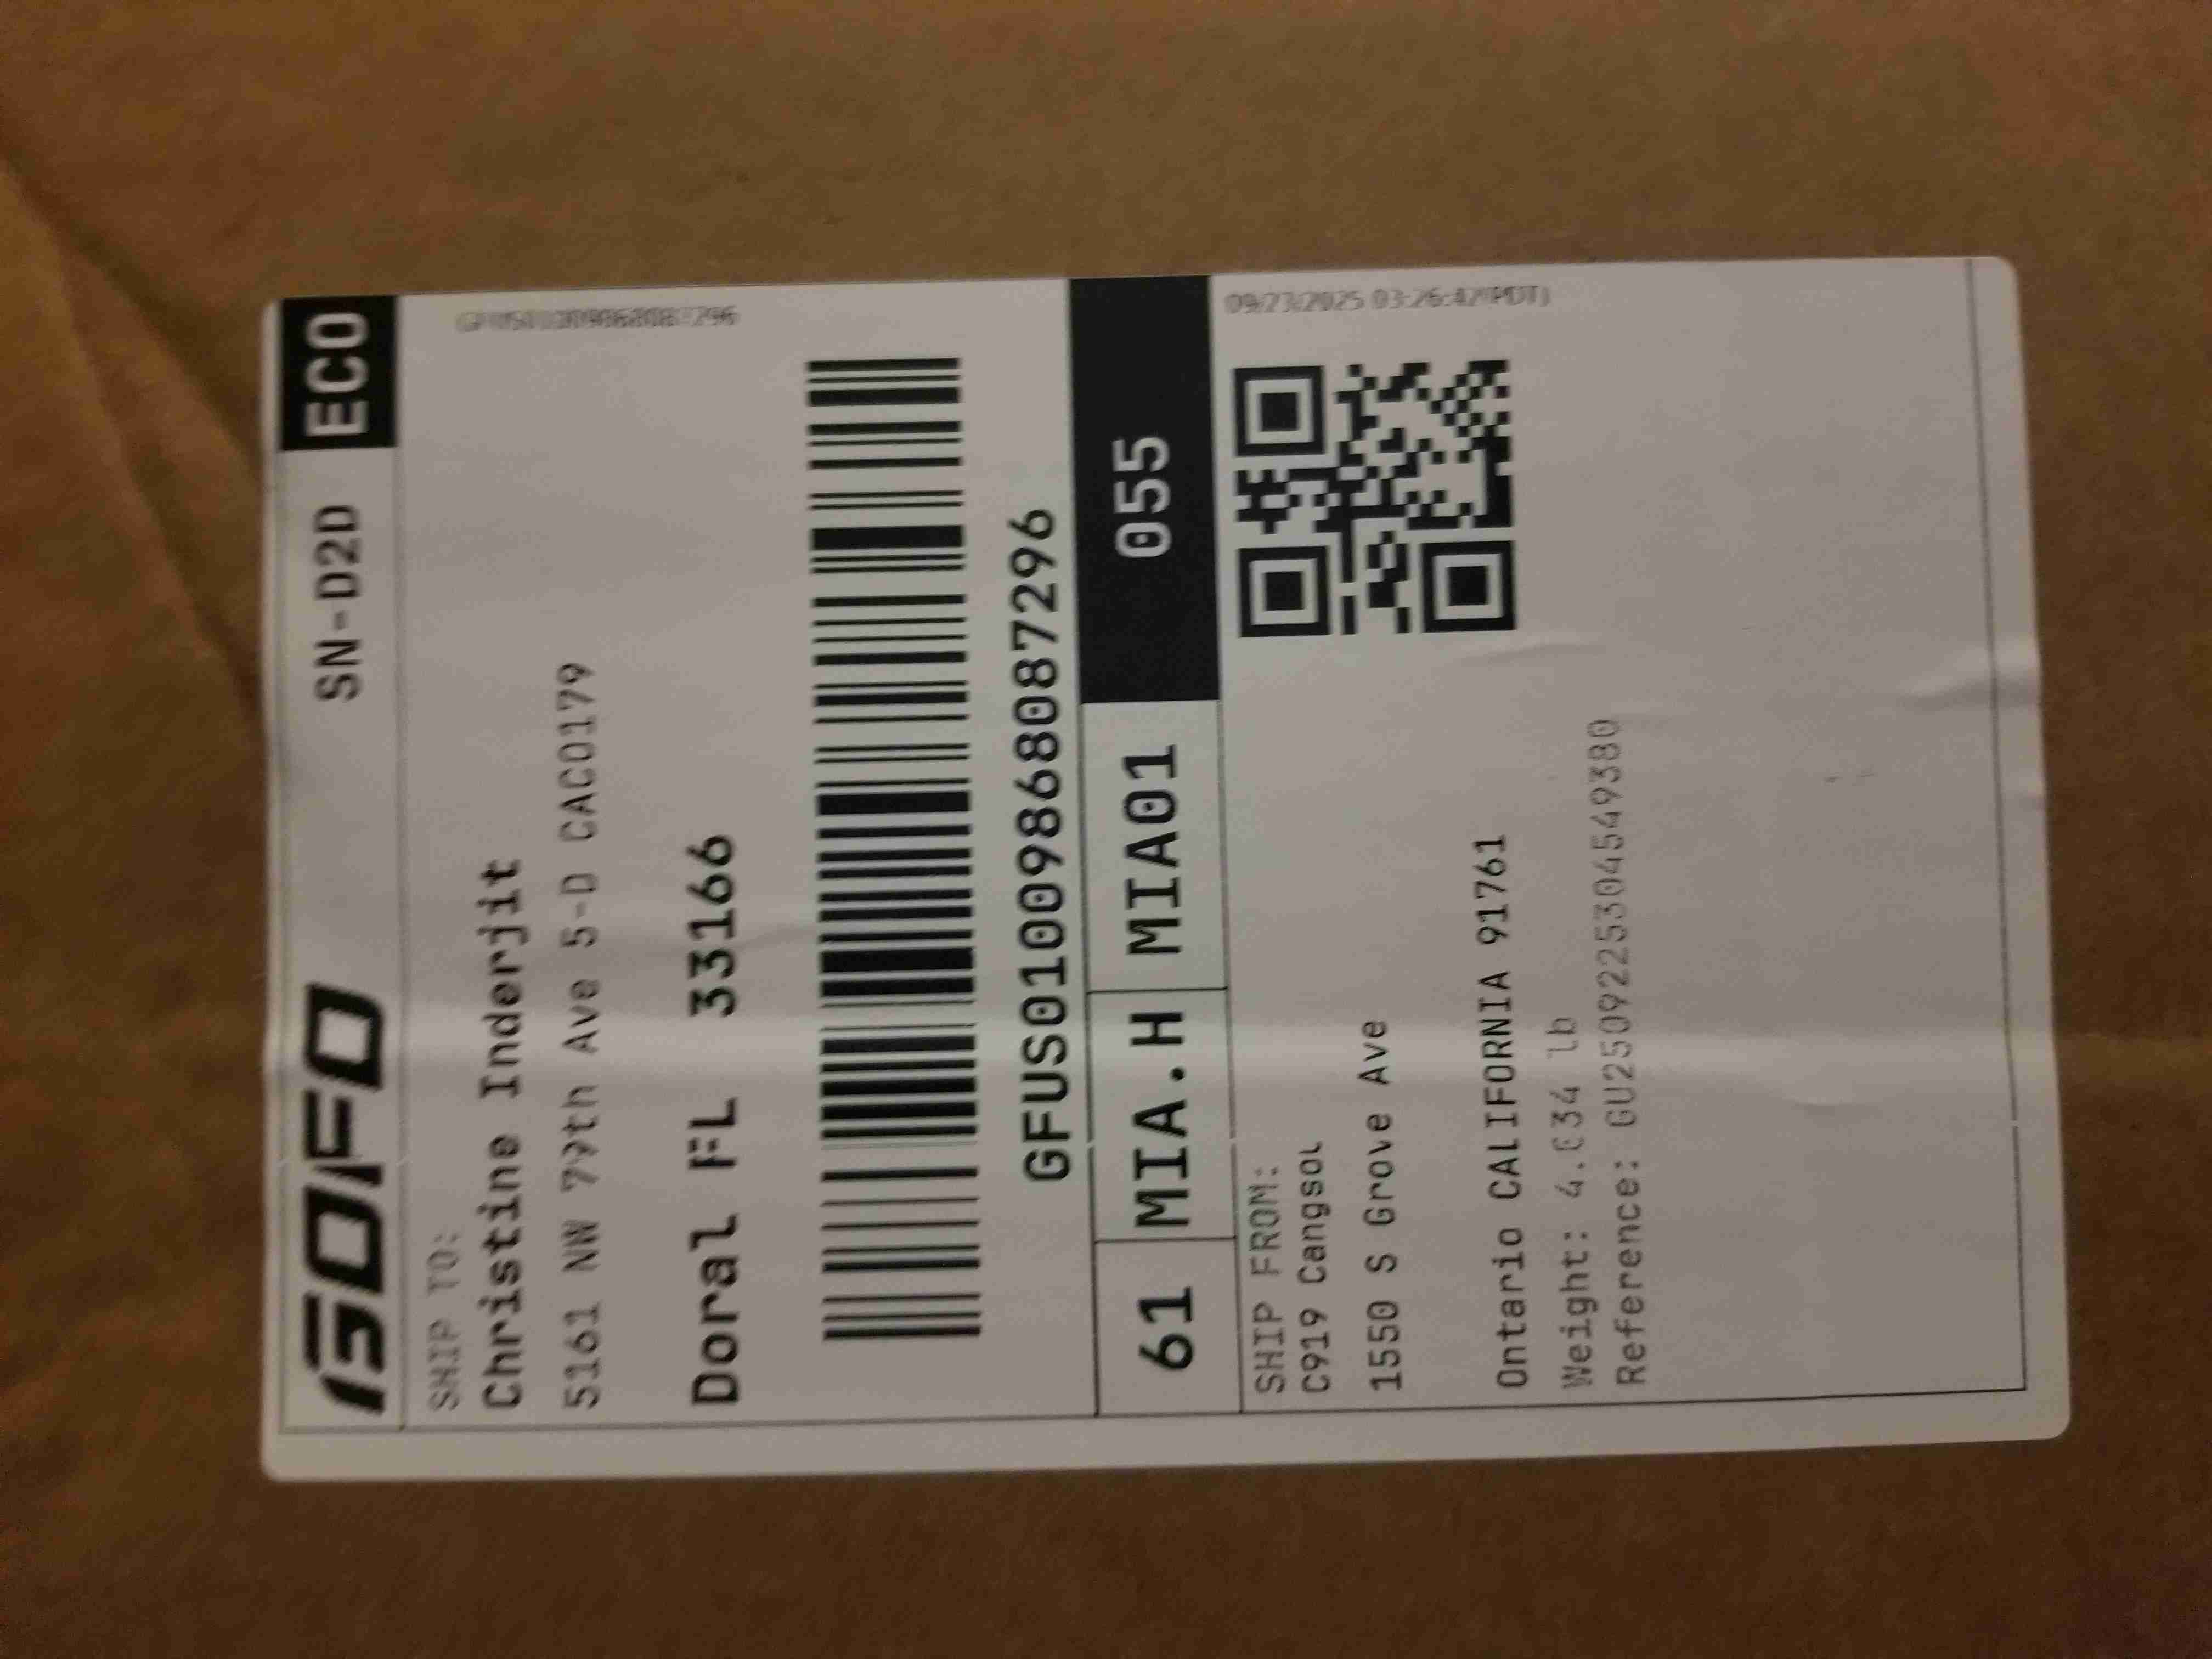 GOFO SN-D2D ECO
SHIP TO:
Christine Inderjit
5161 NW 79th Ave 5-D CAC0179
Doral FL 33166
GFUS01009868087296
61 MIA.H MIA01 055
09/23/2025 03:26:42(PDT)
SHIP FROM:
C919 Cangsol
1550 S Grove Ave
Ontario CALIFORNIA 91761
Weight: 4.034 lb
Reference: GU2509225304549380